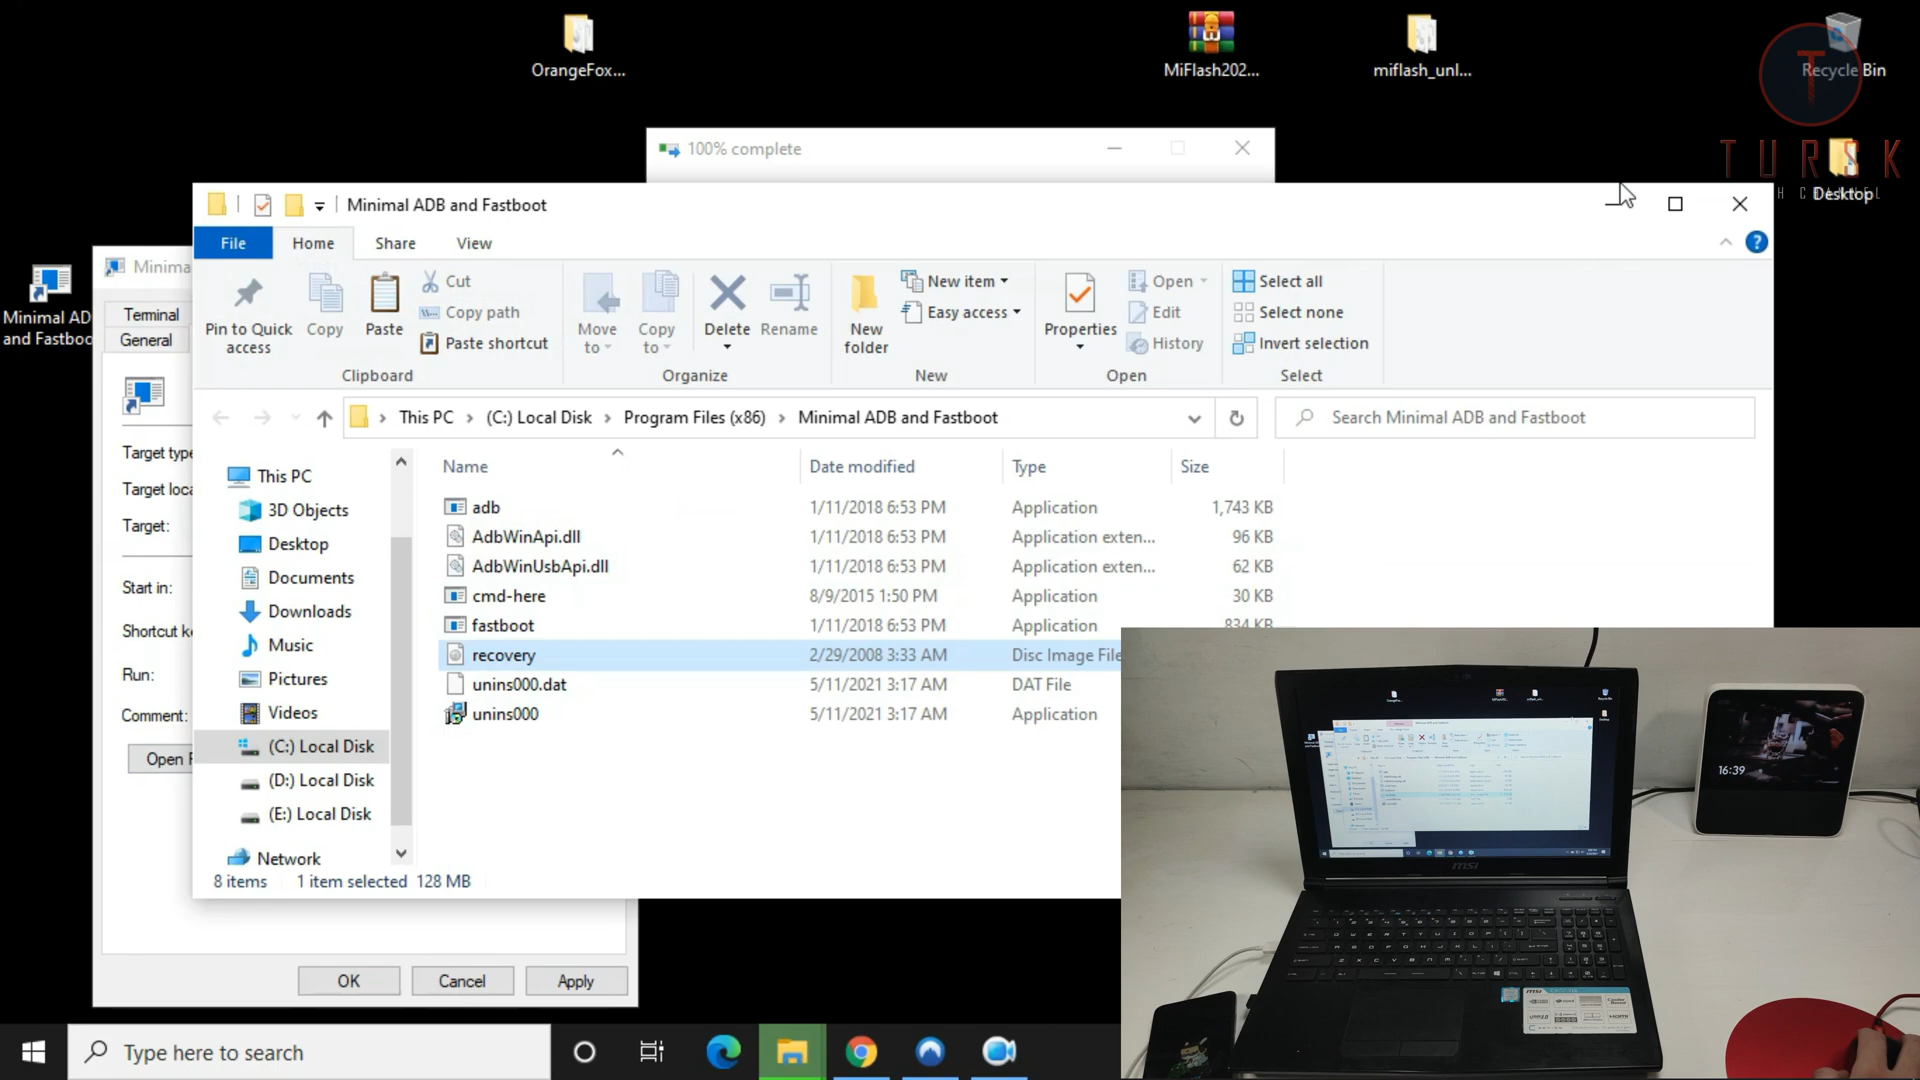 OrangeFox...
MiFlash202...
miflash_unl...
Recycle Bin
T
TURSK
Desktop
100% complete
Minimal ADB and Fastboot
File
Home
Share
View
Pin to Quick access
Copy
Paste
Cut
Copy path
Paste shortcut
Clipboard
Move to
Copy to
Delete
Rename
Organize
New folder
New item
Easy access
New
Properties
Open
Edit
History
Open
Select all
Select none
Invert selection
Select
This PC > (C:) Local Disk > Program Files (x86) > Minimal ADB and Fastboot
Search Minimal ADB and Fastboot
Name Date modified Type Size
adb 1/11/2018 6:53 PM Application 1,743 KB
AdbWinApi.dll 1/11/2018 6:53 PM Application exten... 96 KB
AdbWinUsbApi.dll 1/11/2018 6:53 PM Application exten... 62 KB
cmd-here 8/9/2015 1:50 PM Application 30 KB
fastboot 1/11/2018 6:53 PM Application 834 KB
recovery 2/29/2008 3:33 AM Disc Image File
unins000.dat 5/11/2021 3:17 AM DAT File
unins000 5/11/2021 3:17 AM Application
This PC
3D Objects
Desktop
Documents
Downloads
Music
Pictures
Videos
(C:) Local Disk
(D:) Local Disk
(E:) Local Disk
Network
8 items 1 item selected 128 MB
Minimal AD
and Fastboo
Minima
Terminal
General
Target type
Target loca
Target:
Start in:
Shortcut ke
Run:
Comment:
Open F
OK
Cancel
Apply
16:39
msi
Type here to search